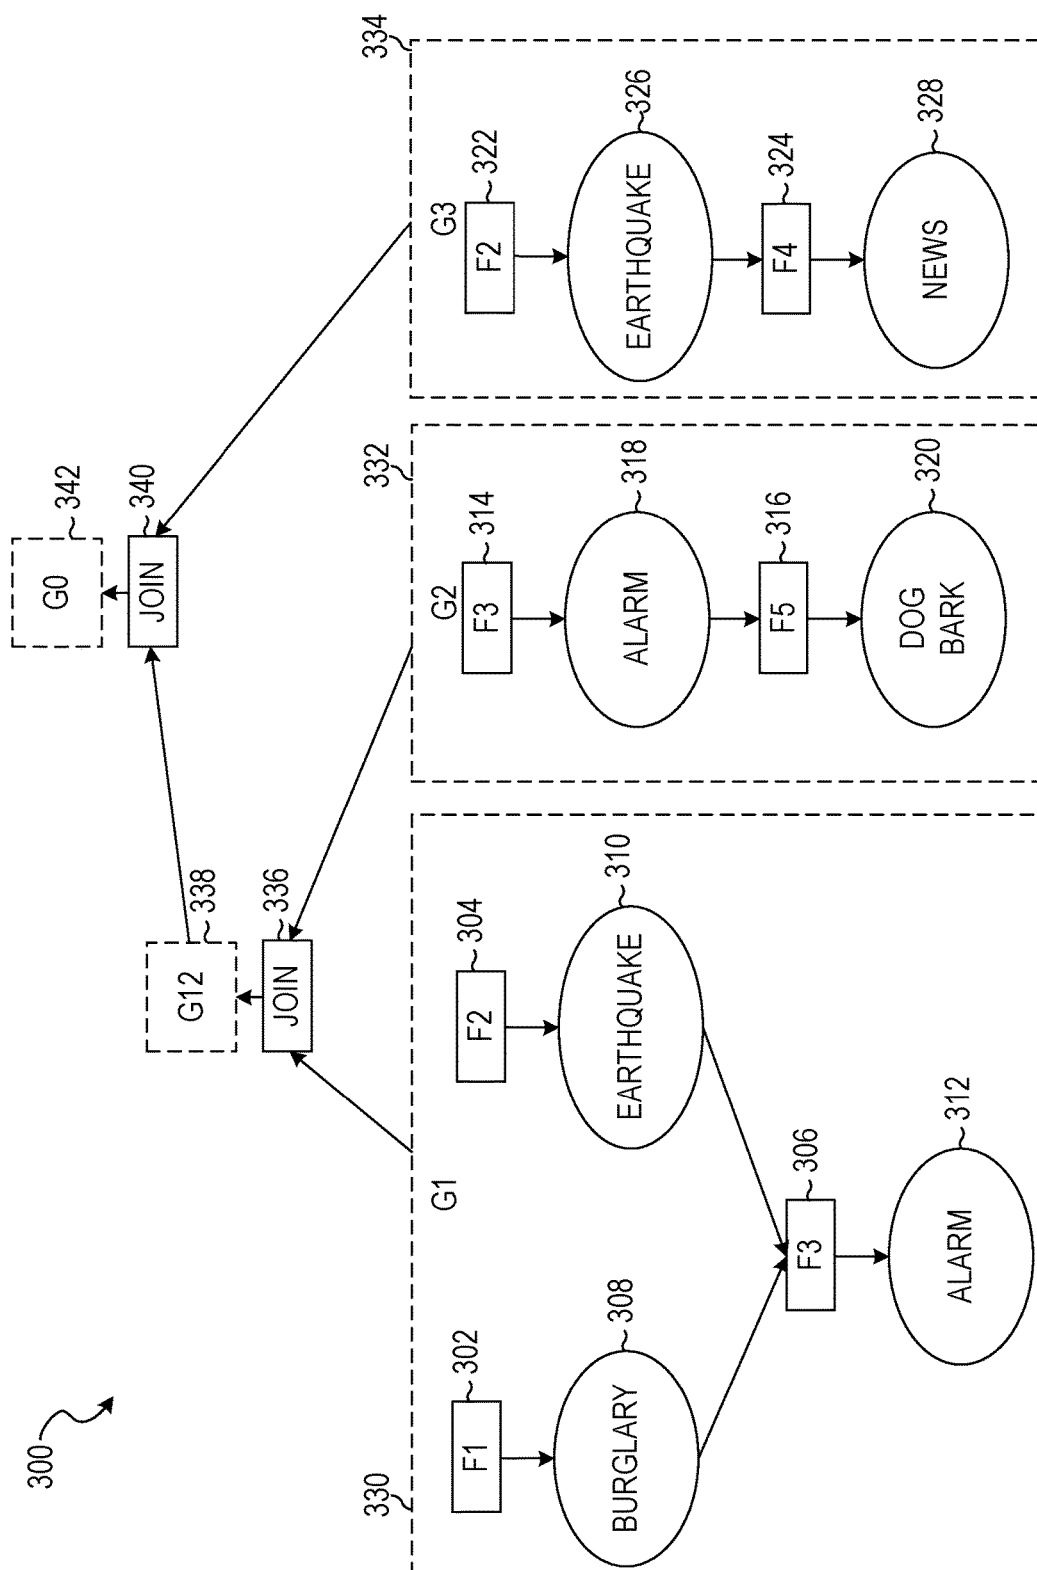 300
G0
342
JOIN
340
G12
338
JOIN
336
330
332
334
G1
G2
G3
F1
302
F2
304
F3
314
F2
322
BURGLARY
308
EARTHQUAKE
310
ALARM
318
EARTHQUAKE
326
F3
306
F5
316
F4
324
ALARM
312
DOG
BARK
320
NEWS
328